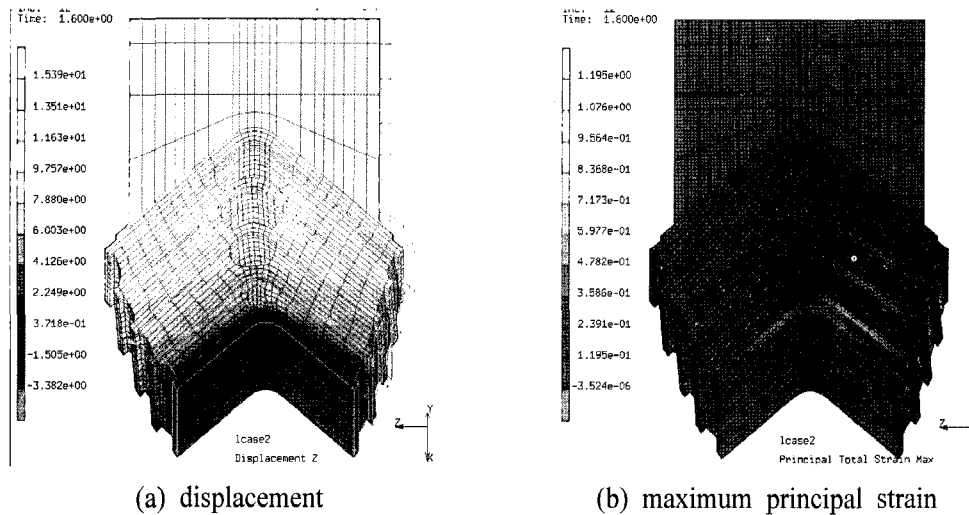 Time: 1.600e+00
1.539e+01
1.351e+01
1.163e+01
9.757e+00
7.880e+00
6.003e+00
4.126e+00
2.249e+00
3.718e-01
-1.505e+00
-3.382e+00
Y
Z
X
lcase2
Displacement Z
(a) displacement
Time: 1.600e+00
1.195e+00
1.076e+00
9.564e-01
8.368e-01
7.173e-01
5.977e-01
4.782e-01
3.586e-01
2.391e-01
1.195e-01
-3.524e-06
Z
lcase2
Principal Total Strain Max
(b) maximum principal strain